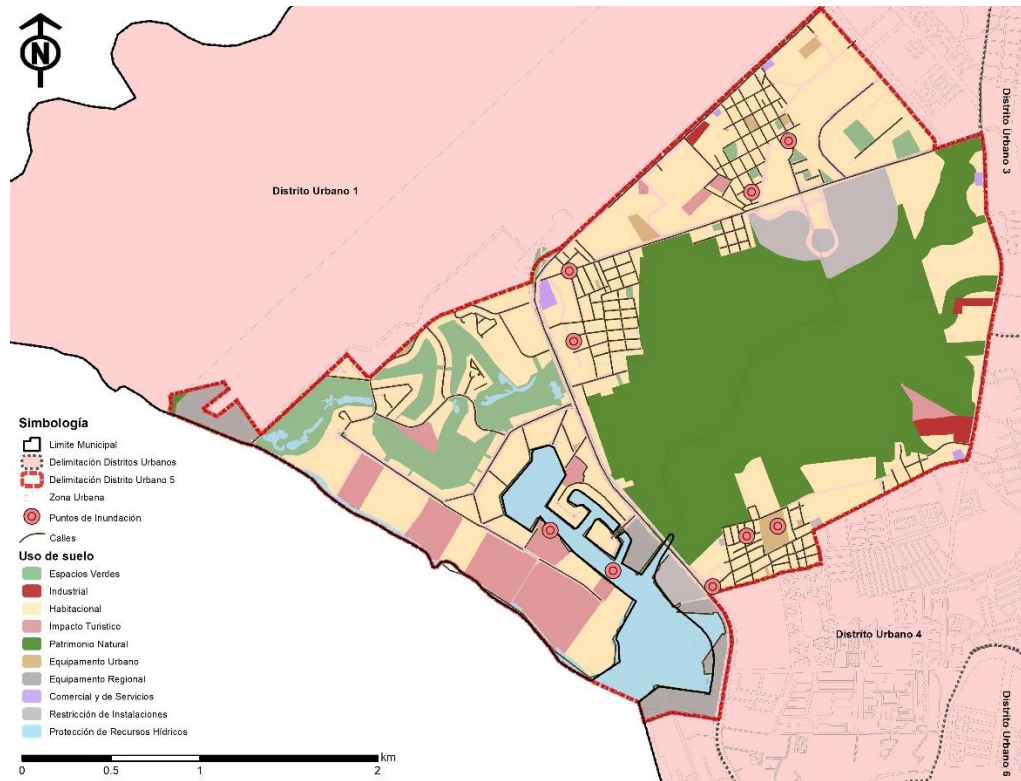 N
Distrito Urbano 3
Distrito Urbano 1
Simbología
Limite Municipal
Delimitación Distritos Urbanos
Delimitación Distrito Urbano 5
Zona Urbana
Puntos de Inundación
Calles
Uso de suelo
Espacios Verdes
Industrial
Habitacional
Impacto Turistico
Patrimonio Natural
Equipamento Urbano
Equipamento Regional
Comercial y de Servicios
Restricción de Instalaciones
Protección de Recursos Hídricos
Distrito Urbano 4
Distrito Urbano 6
km
0 0.5 1 2